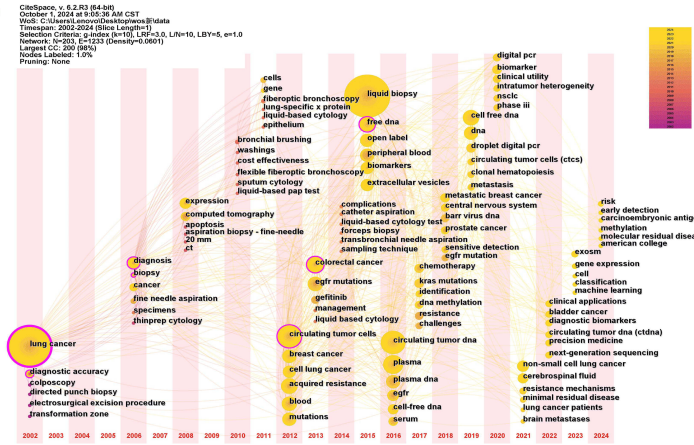 CiteSpace, v. 6.2.R3 (64-bit)
October 1, 2024 at 9:05:36 AM CST
WoS: C:\Users\Lenovo\Desktop\wos新\data
Timespan: 2002-2024 (Slice Length=1)
Selection Criteria: g-index (k=10), LRF=3.0, L/N=10, LBY=5, e=1.0
Network: N=203, E=1233 (Density=0.0601)
Largest CC: 200 (98%)
Nodes Labeled: 1.0%
Pruning: None
lung cancer
diagnostic accuracy
colposcopy
directed punch biopsy
electrosurgical excision procedure
transformation zone
diagnosis
biopsy
cancer
fine needle aspiration
specimens
thinprep cytology
expression
computed tomography
apoptosis
aspiration biopsy - fine-needle
20 mm
ct
bronchial brushing
washings
cost effectiveness
flexible fiberoptic bronchoscopy
sputum cytology
liquid-based pap test
cells
gene
fiberoptic bronchoscopy
lung-specific x protein
liquid-based cytology
epithelium
circulating tumor cells
breast cancer
cell lung cancer
acquired resistance
blood
mutations
colorectal cancer
egfr mutations
gefitinib
management
liquid based cytology
complications
catheter aspiration
liquid-based cytology test
forceps biopsy
transbronchial needle aspiration
sampling technique
liquid biopsy
free dna
open label
peripheral blood
biomarkers
extracellular vesicles
circulating tumor dna
plasma
plasma dna
egfr
cell-free dna
serum
chemotherapy
kras mutations
identification
dna methylation
resistance
challenges
metastatic breast cancer
central nervous system
barr virus dna
prostate cancer
sensitive detection
egfr mutation
cell free dna
dna
droplet digital pcr
circulating tumor cells (ctcs)
clonal hematopoiesis
metastasis
digital pcr
biomarker
clinical utility
intratumor heterogeneity
nsclc
phase iii
non-small cell lung cancer
cerebrospinal fluid
resistance mechanisms
minimal residual disease
lung cancer patients
brain metastases
clinical applications
bladder cancer
diagnostic biomarkers
circulating tumor dna (ctdna)
precision medicine
next-generation sequencing
exosm
gene expression
cell
classification
machine learning
risk
early detection
carcinoembryonic antig
methylation
molecular residual diseas
american college
2002 2003 2004 2005 2006 2007 2008 2009 2010 2011 2012 2013 2014 2015 2016 2017 2018 2019 2020 2021 2022 2023 2024